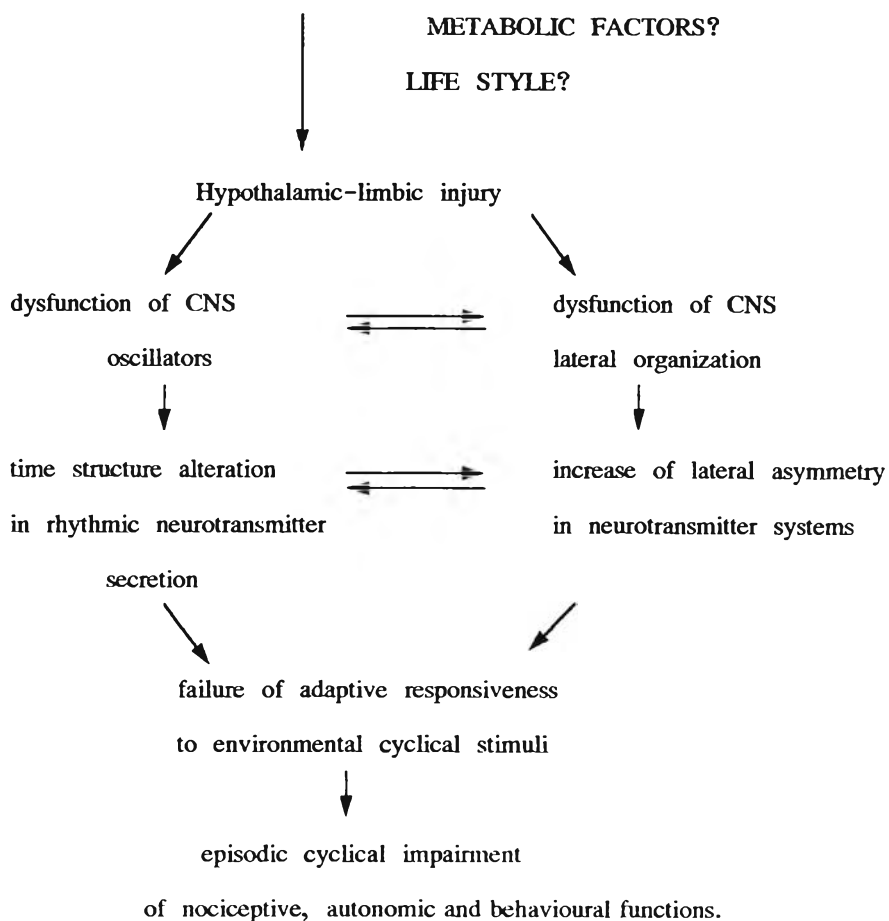 METABOLIC FACTORS?
LIFE STYLE?
Hypothalamic-limbic injury
dysfunction of CNS
oscillators
dysfunction of CNS
lateral organization
time structure alteration
in rhythmic neurotransmitter
secretion
increase of lateral asymmetry
in neurotransmitter systems
failure of adaptive responsiveness
to environmental cyclical stimuli
episodic cyclical impairment
of nociceptive, autonomic and behavioural functions.